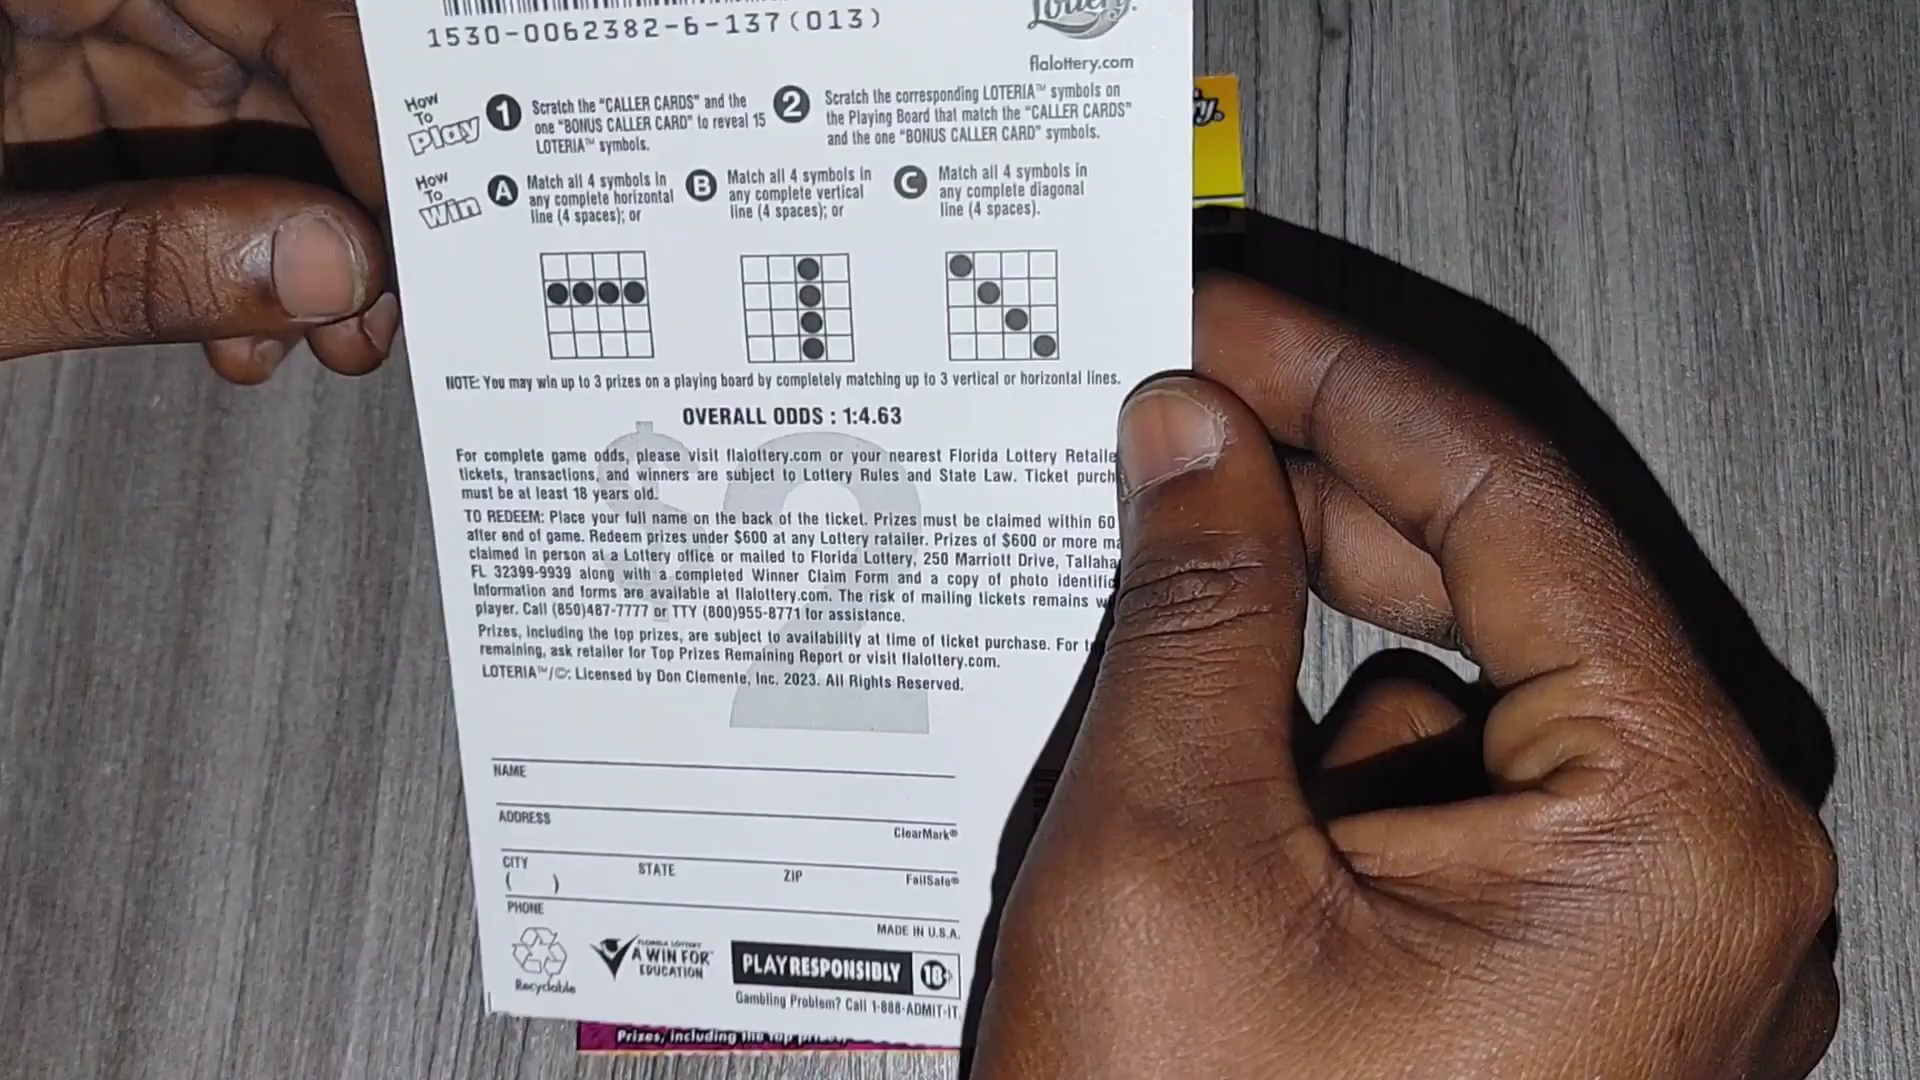 1530-0062382-6-137(013)
Lottery.
flalottery.com
How To Play
1 Scratch the "CALLER CARDS" and the
one "BONUS CALLER CARD" to reveal 15
LOTERIA™ symbols.
2 Scratch the corresponding LOTERIA™ symbols on
the Playing Board that match the "CALLER CARDS"
and the one "BONUS CALLER CARD" symbols.
How To Win
A Match all 4 symbols in
any complete horizontal
line (4 spaces); or
B Match all 4 symbols in
any complete vertical
line (4 spaces); or
C Match all 4 symbols in
any complete diagonal
line (4 spaces).
NOTE: You may win up to 3 prizes on a playing board by completely matching up to 3 vertical or horizontal lines.
OVERALL ODDS : 1:4.63
$2
For complete game odds, please visit flalottery.com or your nearest Florida Lottery Retaile
tickets, transactions, and winners are subject to Lottery Rules and State Law. Ticket purch
must be at least 18 years old.
TO REDEEM: Place your full name on the back of the ticket. Prizes must be claimed within 60
after end of game. Redeem prizes under $600 at any Lottery retailer. Prizes of $600 or more ma
claimed in person at a Lottery office or mailed to Florida Lottery, 250 Marriott Drive, Tallaha
FL 32399-9939 along with a completed Winner Claim Form and a copy of photo identific
Information and forms are available at flalottery.com. The risk of mailing tickets remains w
player. Call (850)487-7777 or TTY (800)955-8771 for assistance.
Prizes, including the top prizes, are subject to availability at time of ticket purchase. For t
remaining, ask retailer for Top Prizes Remaining Report or visit flalottery.com.
LOTERIA™/©: Licensed by Don Clemente, Inc. 2023. All Rights Reserved.
NAME
ADDRESS
ClearMark®
CITY STATE ZIP FailSafe®
( )
PHONE
MADE IN U.S.A.
Recyclable
FLORIDA LOTTERY
A WIN FOR
EDUCATION
PLAYRESPONSIBLY 18+
Gambling Problem? Call 1-888-ADMIT-IT.
Prizes, including the top